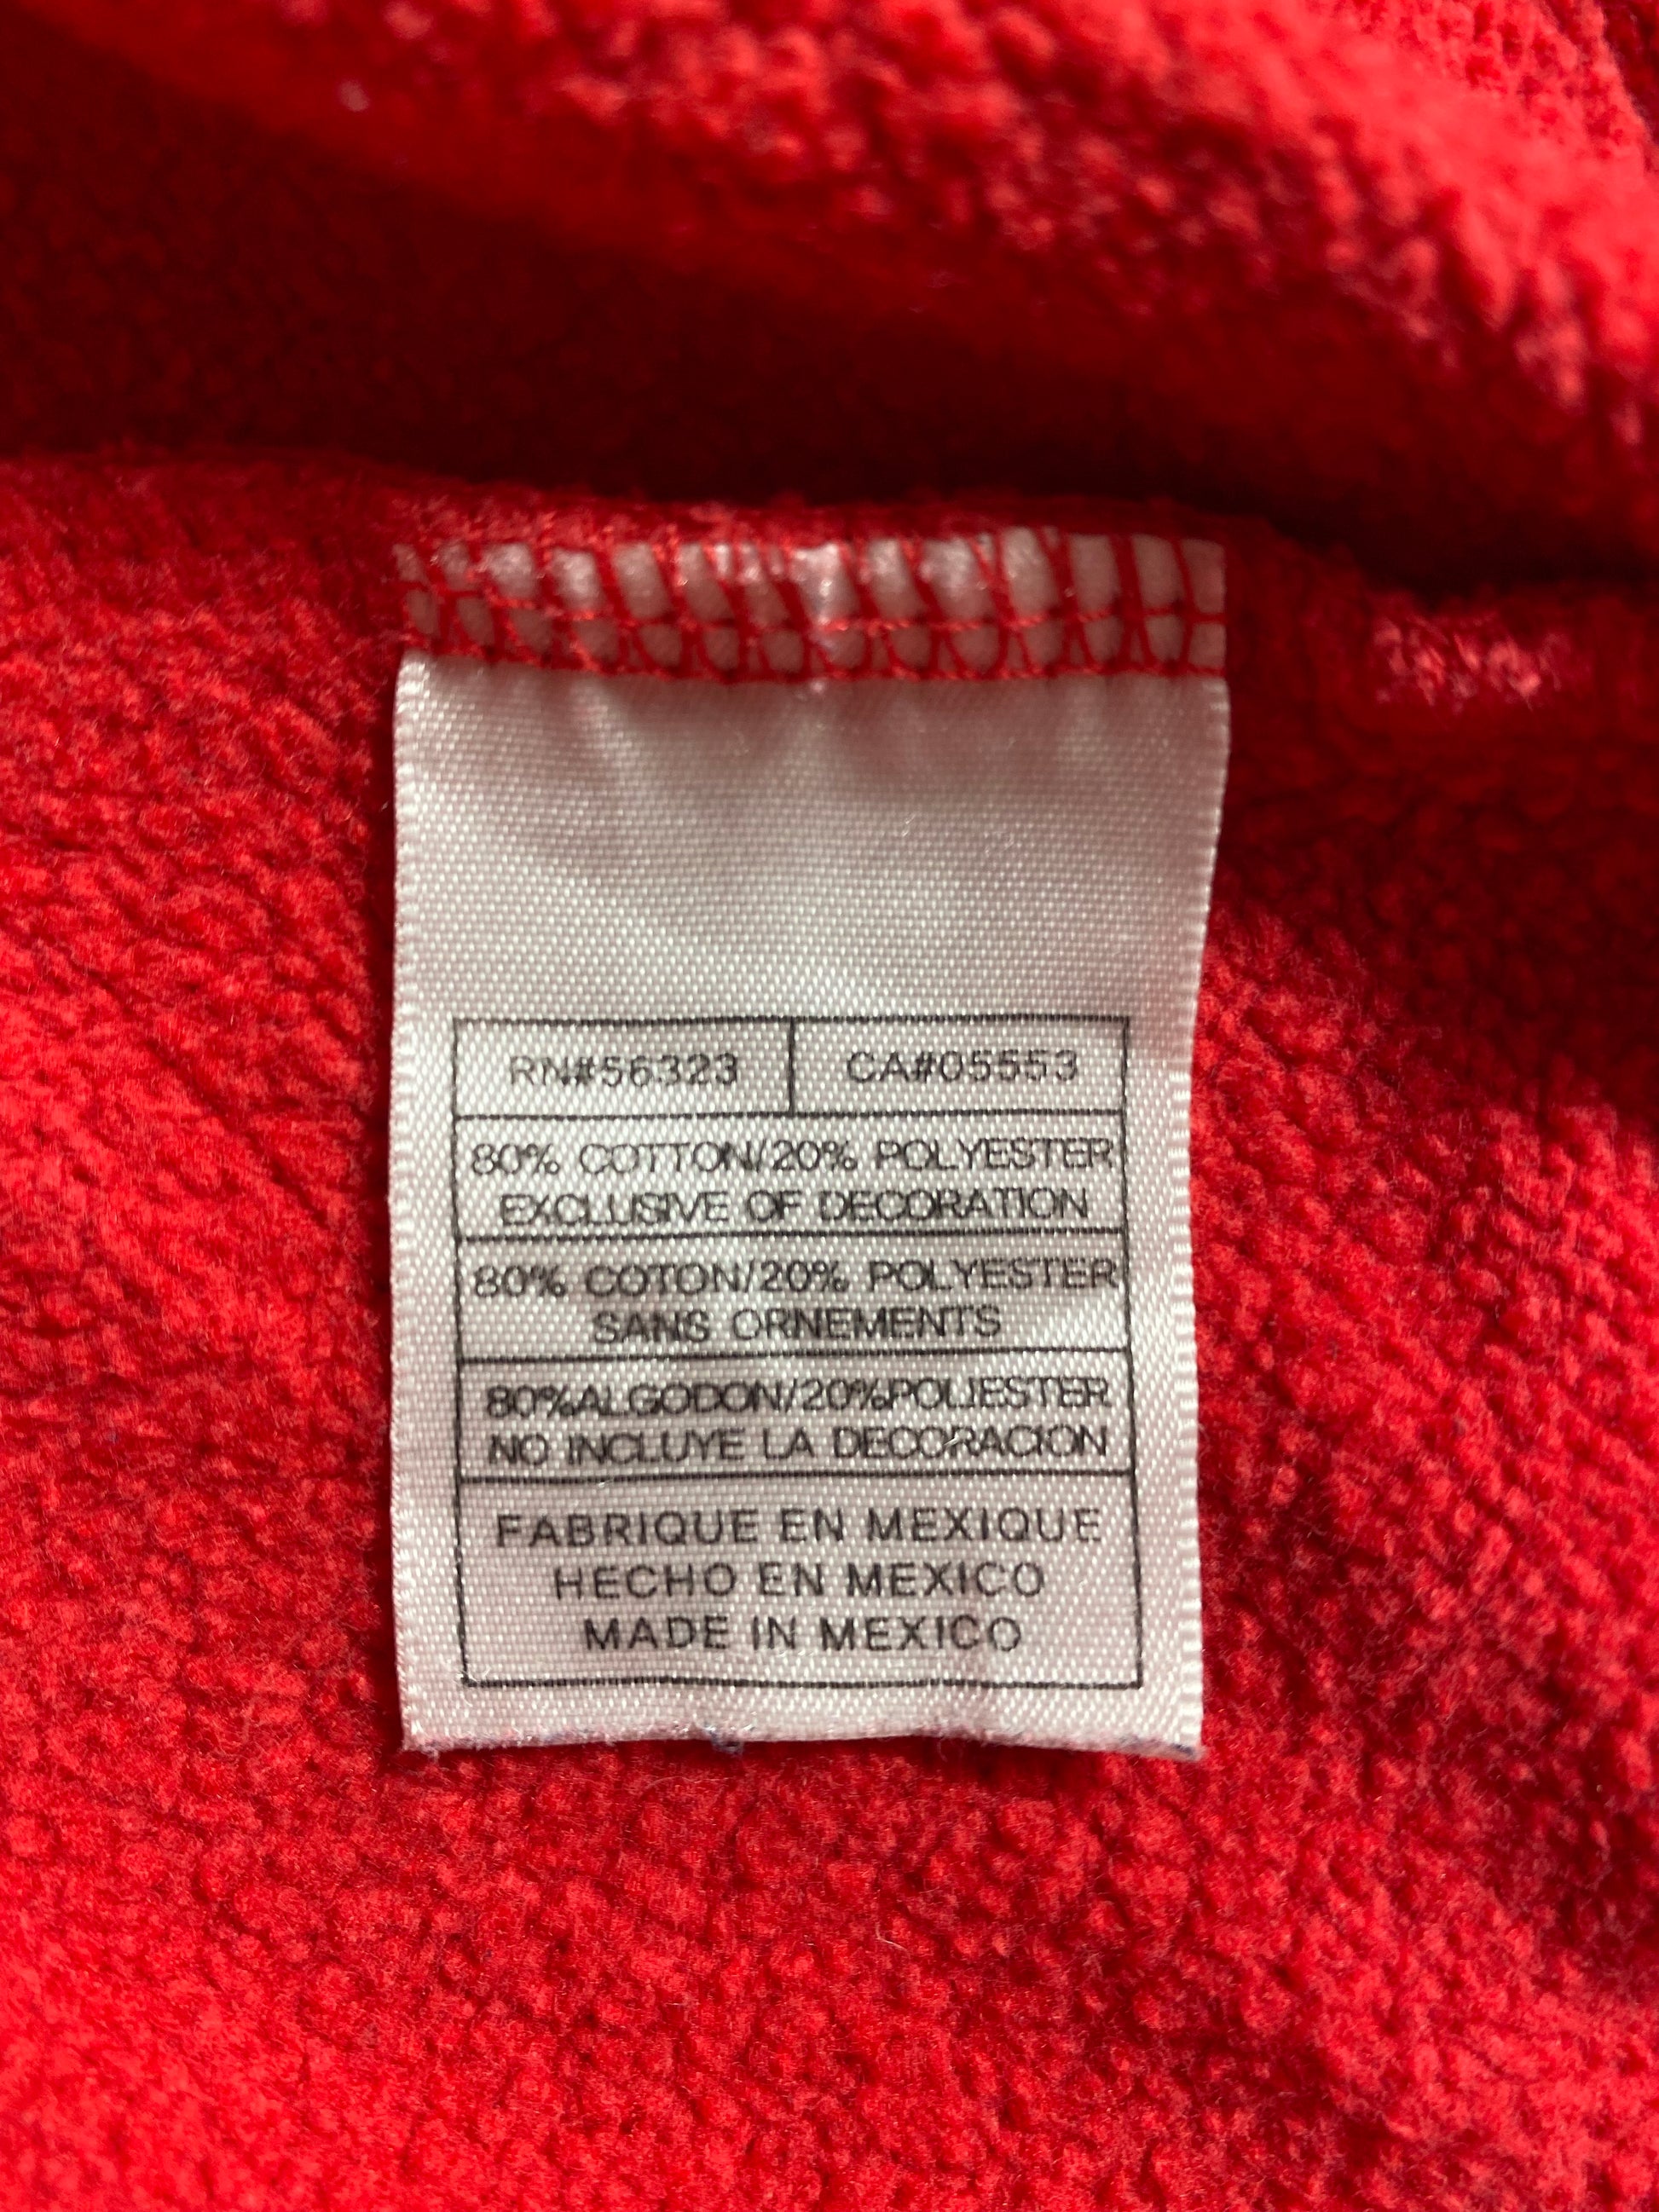 RN#56323 CA#05553
80% COTTON/20% POLYESTER
EXCLUSIVE OF DECORATION
80% COTON/20% POLYESTER
SANS ORNEMENTS
80%ALGODON/20%POLIESTER
NO INCLUYE LA DECORACION
FABRIQUE EN MEXIQUE
HECHO EN MEXICO
MADE IN MEXICO